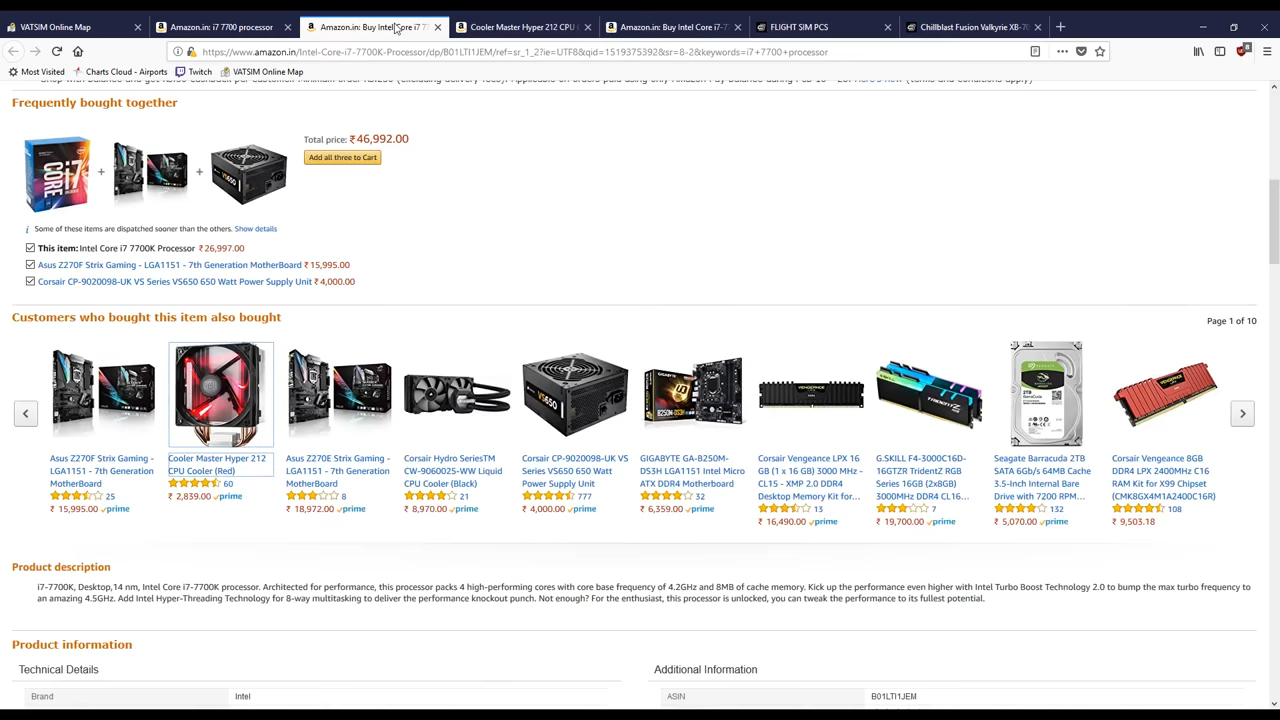 VATSIM Online Map
Amazon.in: i7 7700 processor
Amazon.in: Buy Intel Core i7 77
Cooler Master Hyper 212 CPU
Amazon.in: Buy Intel Core i7-
FLIGHT SIM PCS
Chillblast Fusion Valkyrie XB-70
https://www.amazon.in/Intel-Core-i7-7700K-Processor/dp/B01LTI1JEM/ref=sr_1_2?ie=UTF8&qid=1519375392&sr=8-2&keywords=i7+7700+processor
Most Visited
Charts Cloud - Airports
Twitch
VATSIM Online Map
Frequently bought together
Total price: ₹46,992.00
Add all three to Cart
CORE i7
VS650
i Some of these items are dispatched sooner than the others. Show details
This item: Intel Core i7 7700K Processor ₹26,997.00
Asus Z270F Strix Gaming - LGA1151 - 7th Generation MotherBoard ₹15,995.00
Corsair CP-9020098-UK VS Series VS650 650 Watt Power Supply Unit ₹4,000.00
Customers who bought this item also bought
Page 1 of 10
Asus Z270F Strix Gaming -
LGA1151 - 7th Generation
MotherBoard
25
₹15,995.00 prime
Cooler Master Hyper 212
CPU Cooler (Red)
60
₹2,839.00 prime
Asus Z270E Strix Gaming -
LGA1151 - 7th Generation
MotherBoard
8
₹18,972.00 prime
Corsair Hydro SeriesTM
CW-9060025-WW Liquid
CPU Cooler (Black)
21
₹8,970.00 prime
Corsair CP-9020098-UK VS
Series VS650 650 Watt
Power Supply Unit
777
₹4,000.00 prime
GIGABYTE GA-B250M-
DS3H LGA1151 Intel Micro
ATX DDR4 Motherboard
32
₹6,359.00 prime
Corsair Vengeance LPX 16
GB (1 x 16 GB) 3000 MHz -
CL15 - XMP 2.0 DDR4
Desktop Memory Kit for...
13
₹16,490.00 prime
G.SKILL F4-3000C16D-
16GTZR TridentZ RGB
Series 16GB (2x8GB)
3000MHz DDR4 CL16...
7
₹19,700.00 prime
Seagate Barracuda 2TB
SATA 6Gb/s 64MB Cache
3.5-Inch Internal Bare
Drive with 7200 RPM...
132
₹5,070.00 prime
Corsair Vengeance 8GB
DDR4 LPX 2400MHz C16
RAM Kit for X99 Chipset
(CMK8GX4M1A2400C16R)
108
₹9,503.18
Product description
i7-7700K, Desktop,14 nm, Intel Core i7-7700K processor. Architected for performance, this processor packs 4 high-performing cores with core base frequency of 4.2GHz and 8MB of cache memory. Kick up the performance even higher with Intel Turbo Boost Technology 2.0 to bump the max turbo frequency to
an amazing 4.5GHz. Add Intel Hyper-Threading Technology for 8-way multitasking to deliver the performance knockout punch. Not enough? For the enthusiast, this processor is unlocked, you can tweak the performance to its fullest potential.
Product information
Technical Details
Additional Information
Brand
Intel
ASIN
B01LTI1JEM